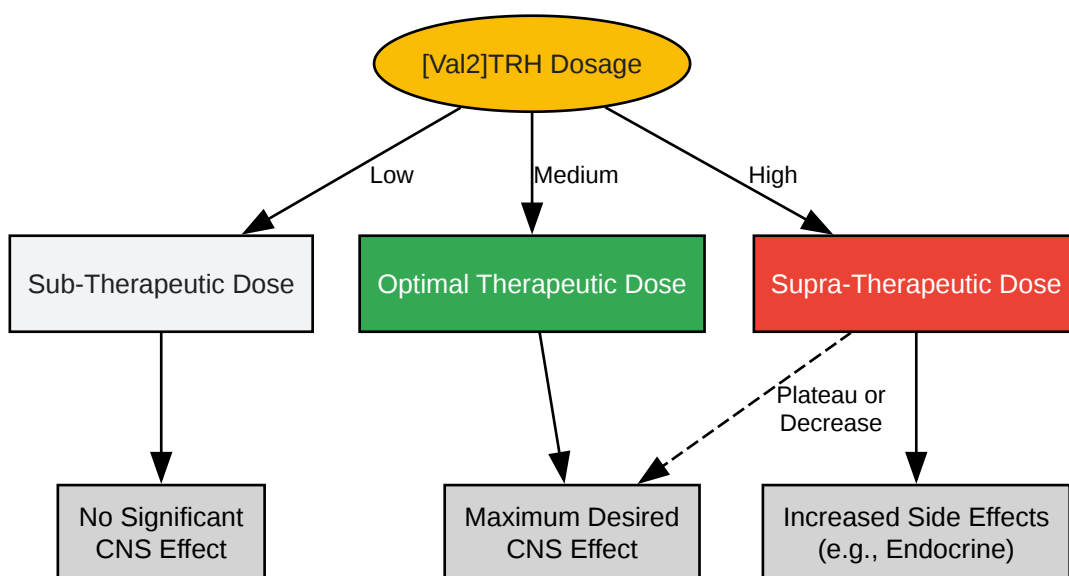 [Val2]TRH Dosage
Low
Medium
High
Sub-Therapeutic Dose
Optimal Therapeutic Dose
Supra-Therapeutic Dose
Plateau or
Decrease
No Significant
CNS Effect
Maximum Desired
CNS Effect
Increased Side Effects
(e.g., Endocrine)